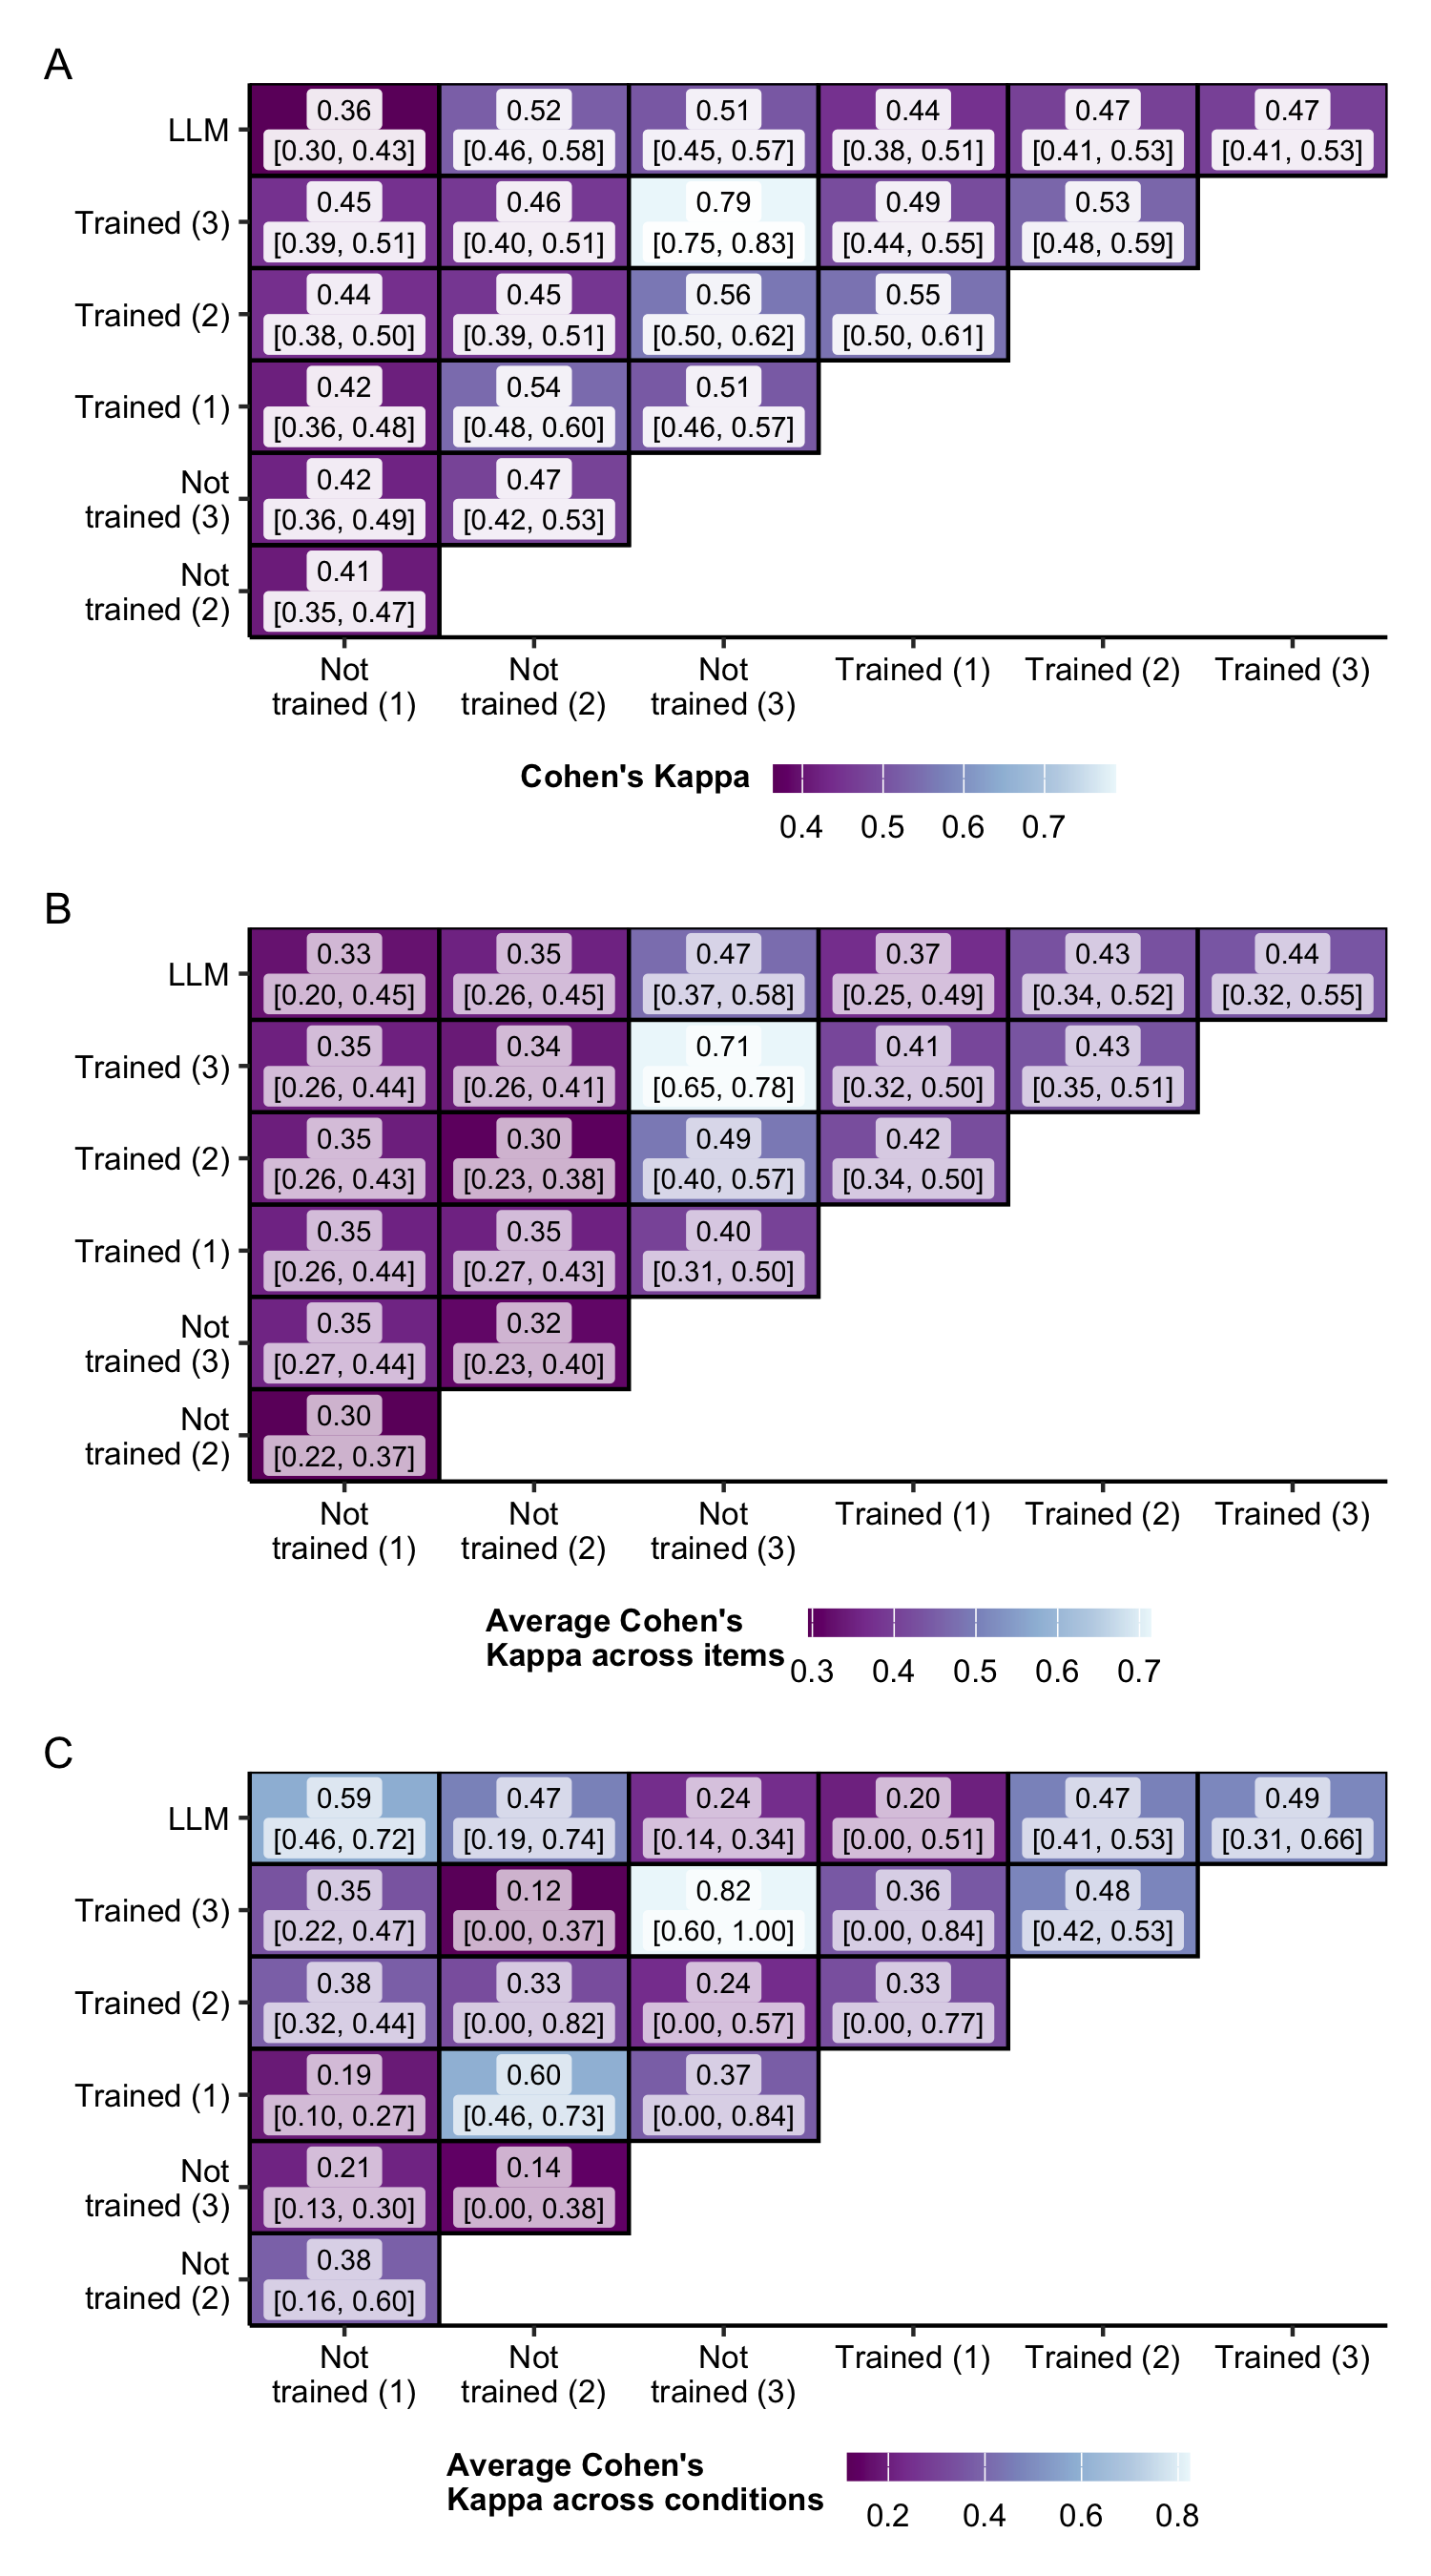 A
LLM
0.36
0.52
0.51
0.44
0.47
0.47
[0.30, 0.43]
[0.46, 0.58]
[0.45, 0.57]
[0.38, 0.51]
[0.41, 0.53]
[0.41, 0.53]
Trained (3)
0.45
0.46
0.79
0.49
0.53
[0.39, 0.51]
[0.40, 0.51]
[0.75, 0.83]
[0.44, 0.55]
[0.48, 0.59]
Trained (2)
0.44
0.45
0.56
0.55
[0.38, 0.50]
[0.39, 0.51]
[0.50, 0.62]
[0.50, 0.61]
Trained (1)
0.42
0.54
0.51
[0.36, 0.48]
[0.48, 0.60]
[0.46, 0.57]
Not
trained (3)
0.42
0.47
[0.36, 0.49]
[0.42, 0.53]
Not
trained (2)
0.41
[0.35, 0.47]
Not
trained (1)
Not
trained (2)
Not
trained (3)
Trained (1)
Trained (2)
Trained (3)
Cohen's Kappa
0.4
0.5
0.6
0.7
B
LLM
0.33
0.35
0.47
0.37
0.43
0.44
[0.20, 0.45]
[0.26, 0.45]
[0.37, 0.58]
[0.25, 0.49]
[0.34, 0.52]
[0.32, 0.55]
Trained (3)
0.35
0.34
0.71
0.41
0.43
[0.26, 0.44]
[0.26, 0.41]
[0.65, 0.78]
[0.32, 0.50]
[0.35, 0.51]
Trained (2)
0.35
0.30
0.49
0.42
[0.26, 0.43]
[0.23, 0.38]
[0.40, 0.57]
[0.34, 0.50]
Trained (1)
0.35
0.35
0.40
[0.26, 0.44]
[0.27, 0.43]
[0.31, 0.50]
Not
trained (3)
0.35
0.32
[0.27, 0.44]
[0.23, 0.40]
Not
trained (2)
0.30
[0.22, 0.37]
Not
trained (1)
Not
trained (2)
Not
trained (3)
Trained (1)
Trained (2)
Trained (3)
Average Cohen's
Kappa across items
0.3
0.4
0.5
0.6
0.7
C
LLM
0.59
0.47
0.24
0.20
0.47
0.49
[0.46, 0.72]
[0.19, 0.74]
[0.14, 0.34]
[0.00, 0.51]
[0.41, 0.53]
[0.31, 0.66]
Trained (3)
0.35
0.12
0.82
0.36
0.48
[0.22, 0.47]
[0.00, 0.37]
[0.60, 1.00]
[0.00, 0.84]
[0.42, 0.53]
Trained (2)
0.38
0.33
0.24
0.33
[0.32, 0.44]
[0.00, 0.82]
[0.00, 0.57]
[0.00, 0.77]
Trained (1)
0.19
0.60
0.37
[0.10, 0.27]
[0.46, 0.73]
[0.00, 0.84]
Not
trained (3)
0.21
0.14
[0.13, 0.30]
[0.00, 0.38]
Not
trained (2)
0.38
[0.16, 0.60]
Not
trained (1)
Not
trained (2)
Not
trained (3)
Trained (1)
Trained (2)
Trained (3)
Average Cohen's
Kappa across conditions
0.2
0.4
0.6
0.8